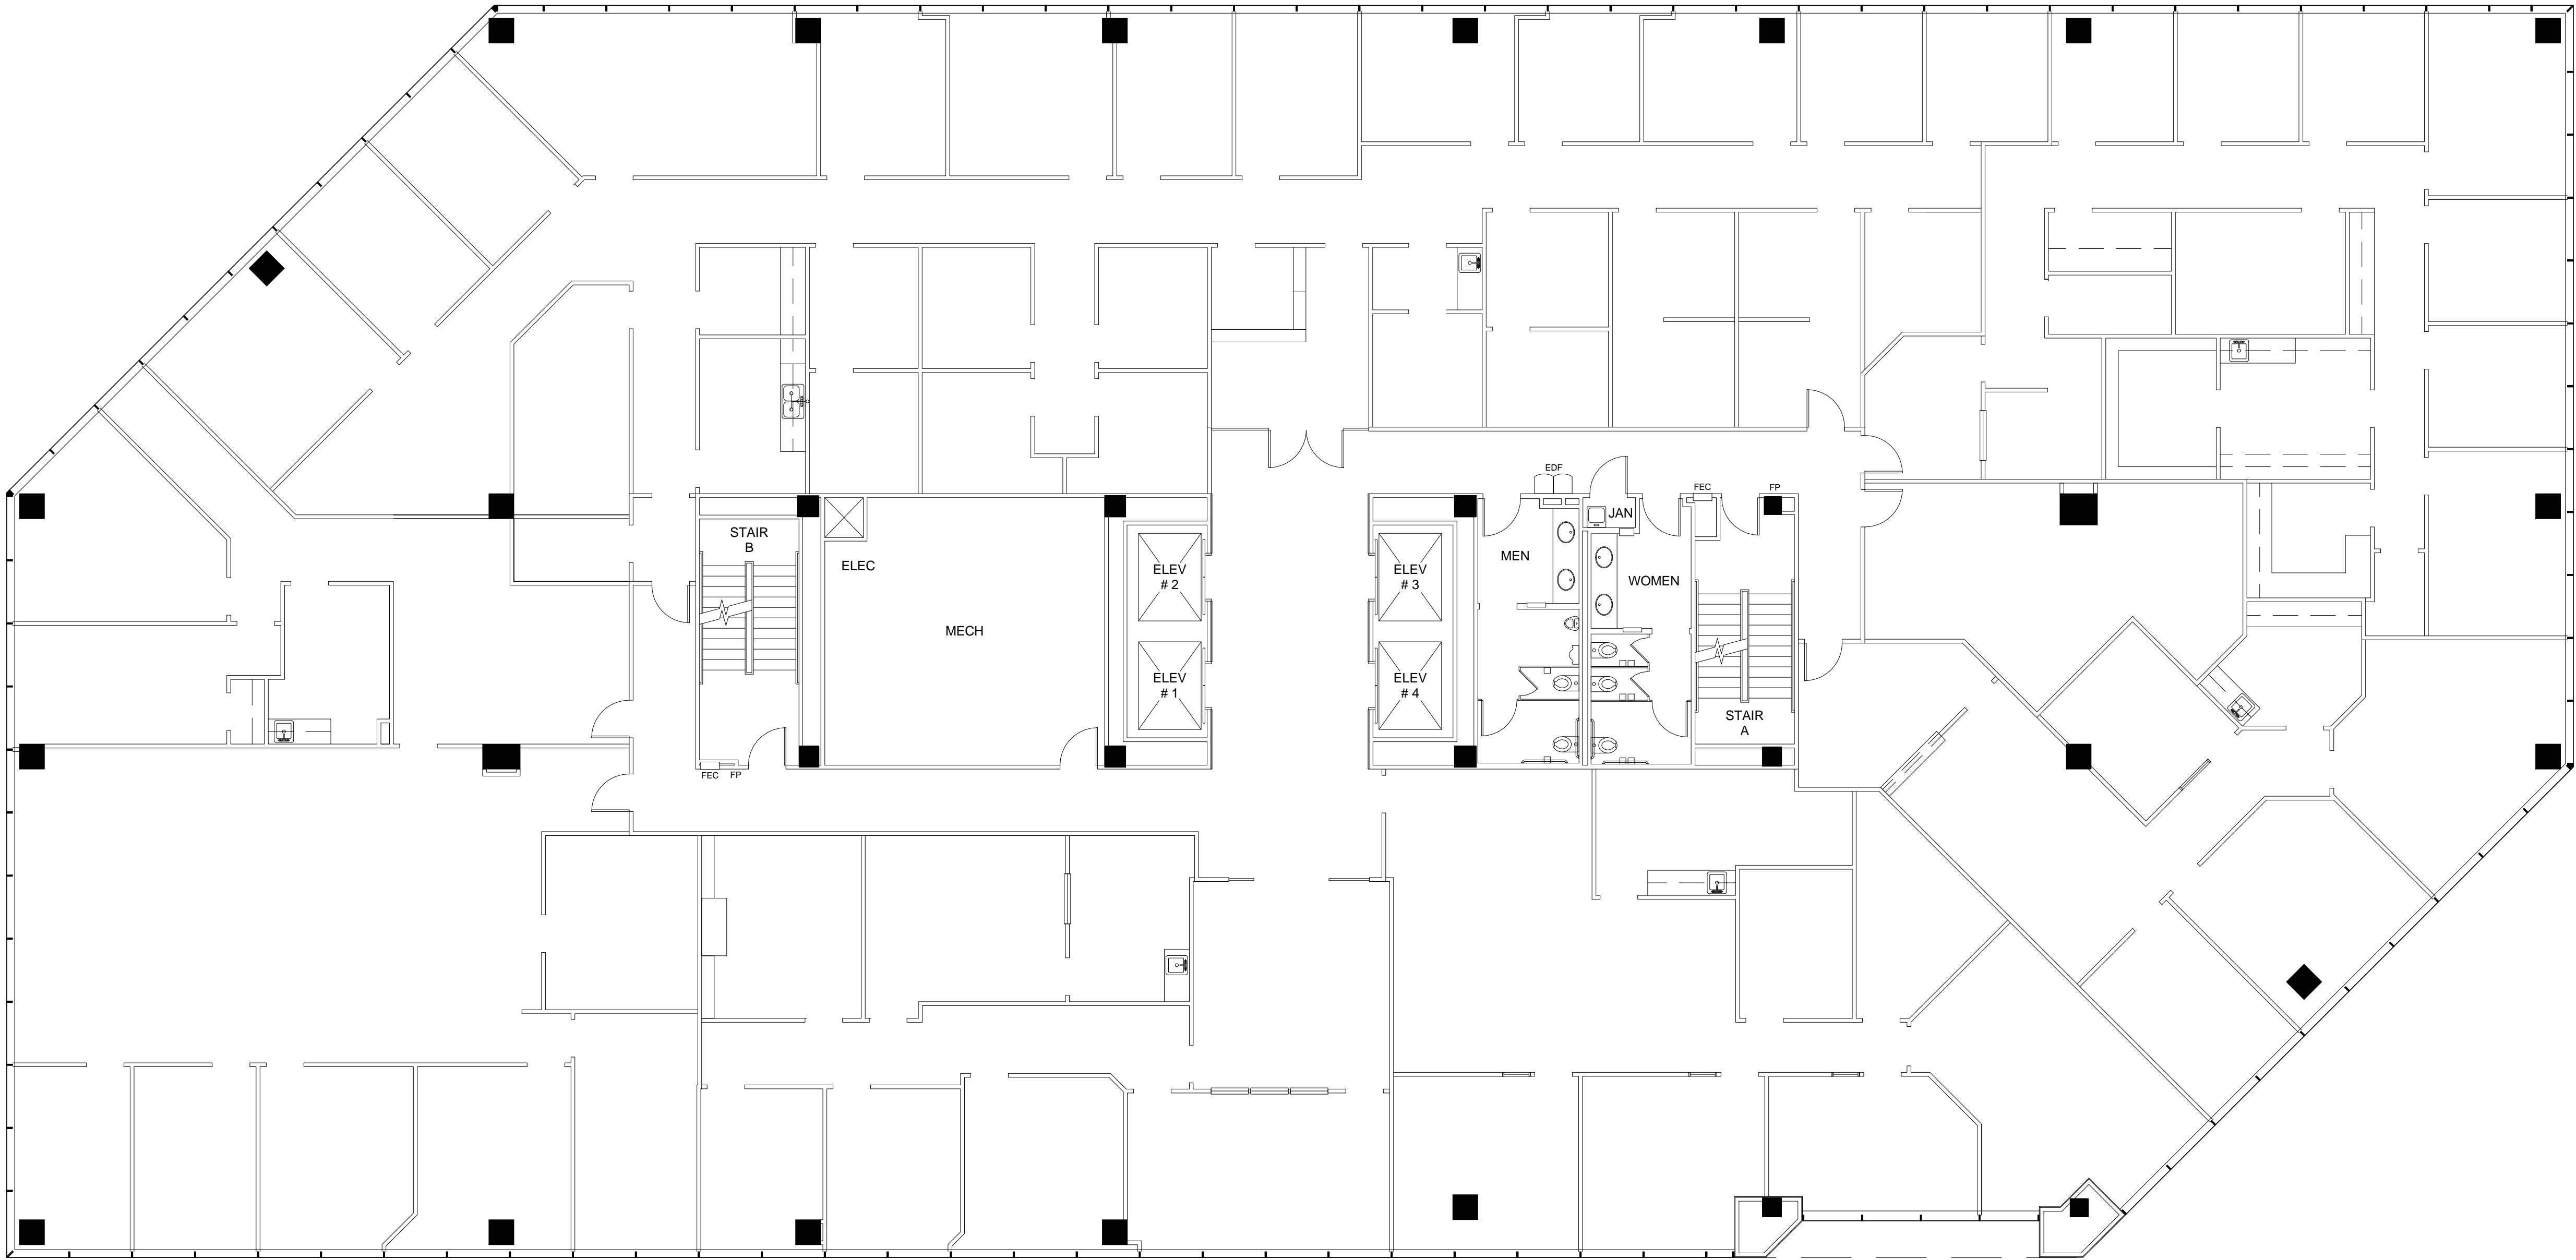 EDF
FEC
FP
JAN
STAIR
B
MEN
ELEC
ELEV
# 2
ELEV
# 3
WOMEN
MECH
ELEV
# 1
ELEV
# 4
STAIR
A
FEC
FP